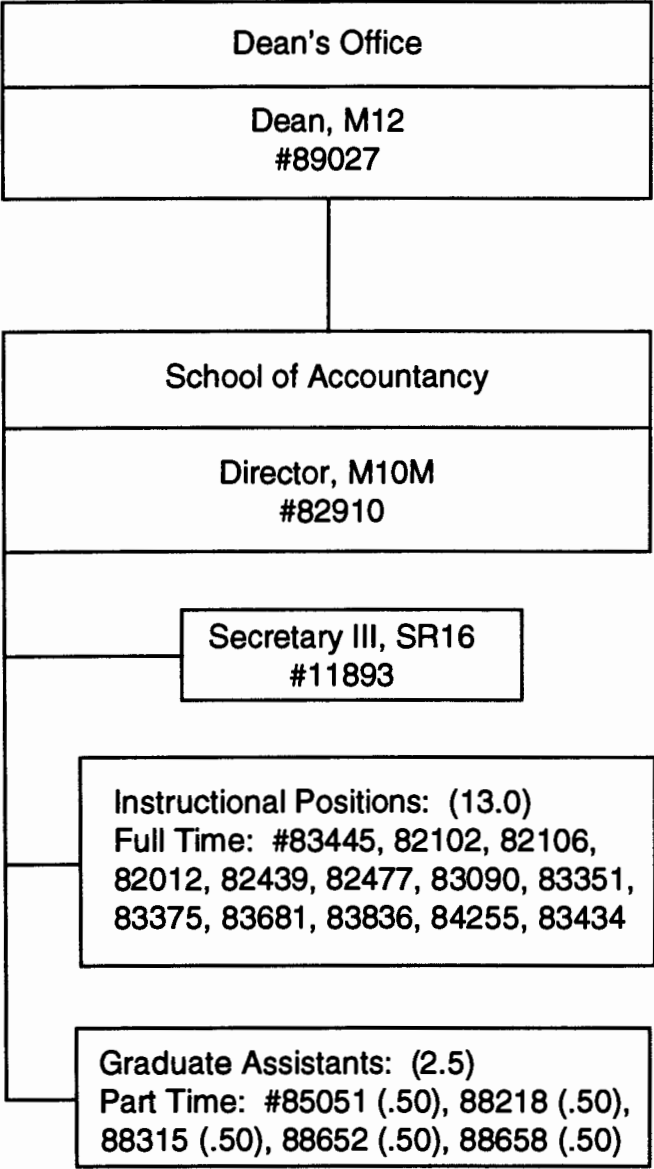 Dean's Office
Dean, M12
#89027
School of Accountancy
Director, M10M
#82910
Secretary III, SR16
#11893
Instructional Positions: (13.0)
Full Time: #83445, 82102, 82106,
82012, 82439, 82477, 83090, 83351,
83375, 83681, 83836, 84255, 83434
Graduate Assistants: (2.5)
Part Time: #85051 (.50), 88218 (.50),
88315 (.50), 88652 (.50), 88658 (.50)